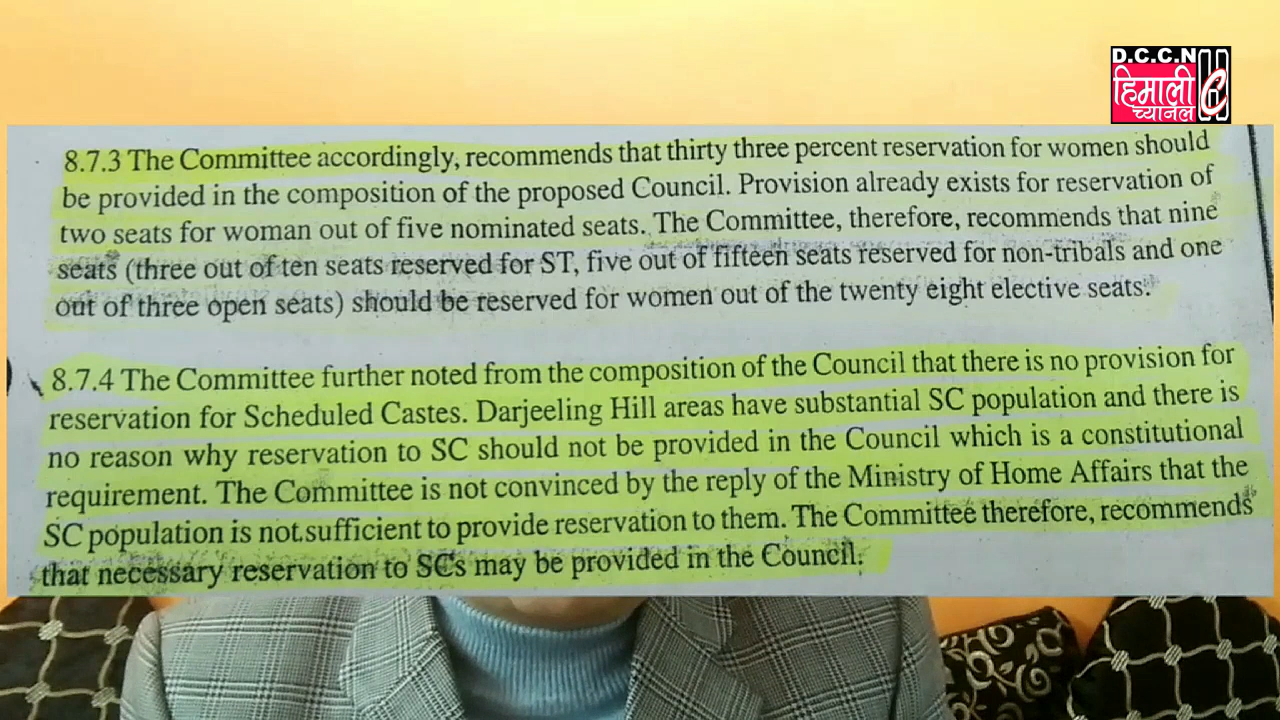 D.C.C.N
हिमाली
च्यानल
8.7.3 The Committee accordingly, recommends that thirty three percent reservation for women should
be provided in the composition of the proposed Council. Provision already exists for reservation of
two seats for woman out of five nominated seats. The Committee, therefore, recommends that nine
seats (three out of ten seats reserved for ST, five out of fifteen seats reserved for non-tribals and one
out of three open seats) should be reserved for women out of the twenty eight elective seats.
8.7.4 The Committee further noted from the composition of the Council that there is no provision for
reservation for Scheduled Castes. Darjeeling Hill areas have substantial SC population and there is
no reason why reservation to SC should not be provided in the Council which is a constitutional
requirement. The Committee is not convinced by the reply of the Ministry of Home Affairs that the
SC population is not sufficient to provide reservation to them. The Committee therefore, recommends
that necessary reservation to SCs may be provided in the Council.